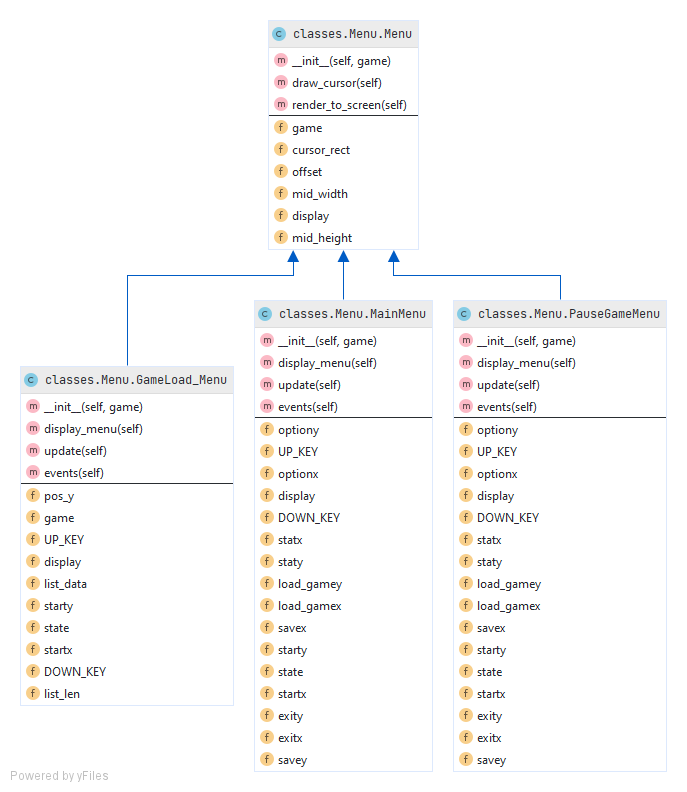 classes.Menu.Menu
__init__(self, game)
draw_cursor(self)
render_to_screen(self)
game
cursor_rect
offset
mid_width
display
mid_height
classes.Menu.GameLoad_Menu
__init__(self, game)
display_menu(self)
update(self)
events(self)
pos_y
game
UP_KEY
display
list_data
starty
state
startx
DOWN_KEY
list_len
classes.Menu.MainMenu
__init__(self, game)
display_menu(self)
update(self)
events(self)
optiony
UP_KEY
optionx
display
DOWN_KEY
statx
staty
load_gamey
load_gamex
savex
starty
state
startx
exity
exitx
savey
classes.Menu.PauseGameMenu
__init__(self, game)
display_menu(self)
update(self)
events(self)
optiony
UP_KEY
optionx
display
DOWN_KEY
statx
staty
load_gamey
load_gamex
savex
starty
state
startx
exity
exitx
savey
Powered by yFiles